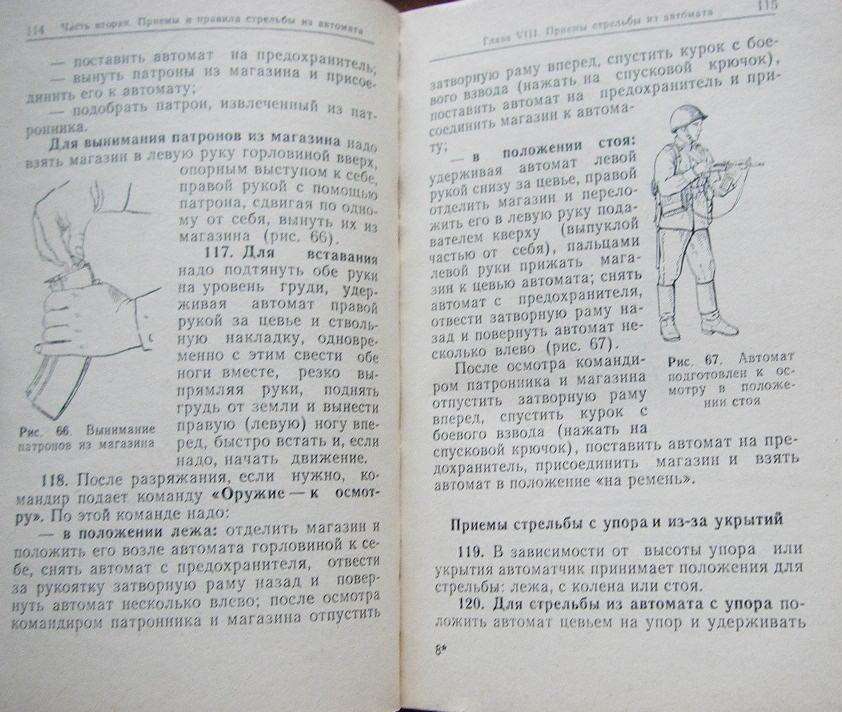 114 Часть вторая. Приемы и правила стрельбы из автомата
— поставить автомат на предохранитель;
— вынуть патроны из магазина и присое-
динить его к автомату;
— подобрать патрон, извлеченный из пат-
ронника.
Для вынимания патронов из магазина надо
взять магазин в левую руку горловиной вверх,
опорным выступом к себе,
правой рукой с помощью
патрона, сдвигая по одно-
му от себя, вынуть их из
магазина (рис. 66).
117. Для вставания
надо подтянуть обе руки
на уровень груди, удер-
живая автомат правой
рукой за цевье и стволь-
ную накладку, одновре-
менно с этим свести обе
ноги вместе, резко вы-
прямляя руки, поднять
грудь от земли и вынести
правую (левую) ногу впе-
ред, быстро встать и, если
надо, начать движение.
Рис. 66. Вынимание
патронов из магазина
118. После разряжания, если нужно, ко-
мандир подает команду «Оружие — к осмот-
ру». По этой команде надо:
— в положении лежа: отделить магазин и
положить его возле автомата горловиной к се-
бе, снять автомат с предохранителя, отвести
за рукоятку затворную раму назад и повер-
нуть автомат несколько влево; после осмотра
командиром патронника и магазина отпустить
Глава VIII. Приемы стрельбы из автомата 115
затворную раму вперед, спустить курок с бое-
вого взвода (нажать на спусковой крючок),
поставить автомат на предохранитель и при-
соединить магазин к автома-
ту;
— в положении стоя:
удерживая автомат левой
рукой снизу за цевье, правой
отделить магазин и перело-
жить его в левую руку пода-
вателем кверху (выпуклой
частью от себя), пальцами
левой руки прижать мага-
зин к цевью автомата; снять
автомат с предохранителя,
отвести затворную раму на-
зад и повернуть автомат не-
сколько влево (рис. 67).
После осмотра команди-
ром патронника и магазина
отпустить затворную раму
вперед, спустить курок с
боевого взвода (нажать на
спусковой крючок), поставить автомат на пре-
дохранитель, присоединить магазин и взять
автомат в положение «на ремень».
Рис. 67. Автомат
подготовлен к ос-
мотру в положе-
нии стоя
Приемы стрельбы с упора и из-за укрытий
119. В зависимости от высоты упора или
укрытия автоматчик принимает положения для
стрельбы: лежа, с колена или стоя.
120. Для стрельбы из автомата с упора по-
ложить автомат цевьем на упор и удерживать
8*